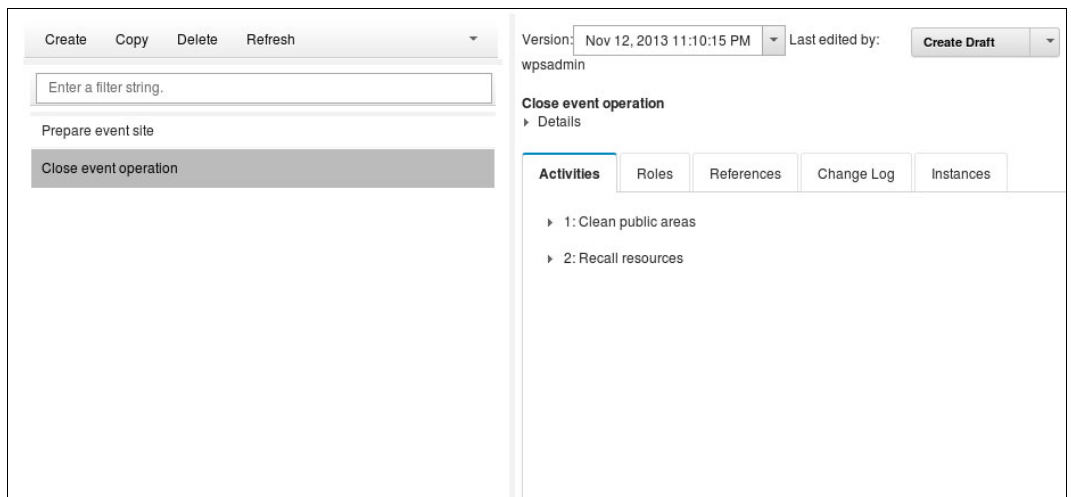 Create Copy Delete Refresh
Enter a filter string.
Prepare event site
Close event operation
Version: Nov 12, 2013 11:10:15 PM Last edited by:
wpsadmin
Create Draft
Close event operation
Details
Activities Roles References Change Log Instances
1: Clean public areas
2: Recall resources